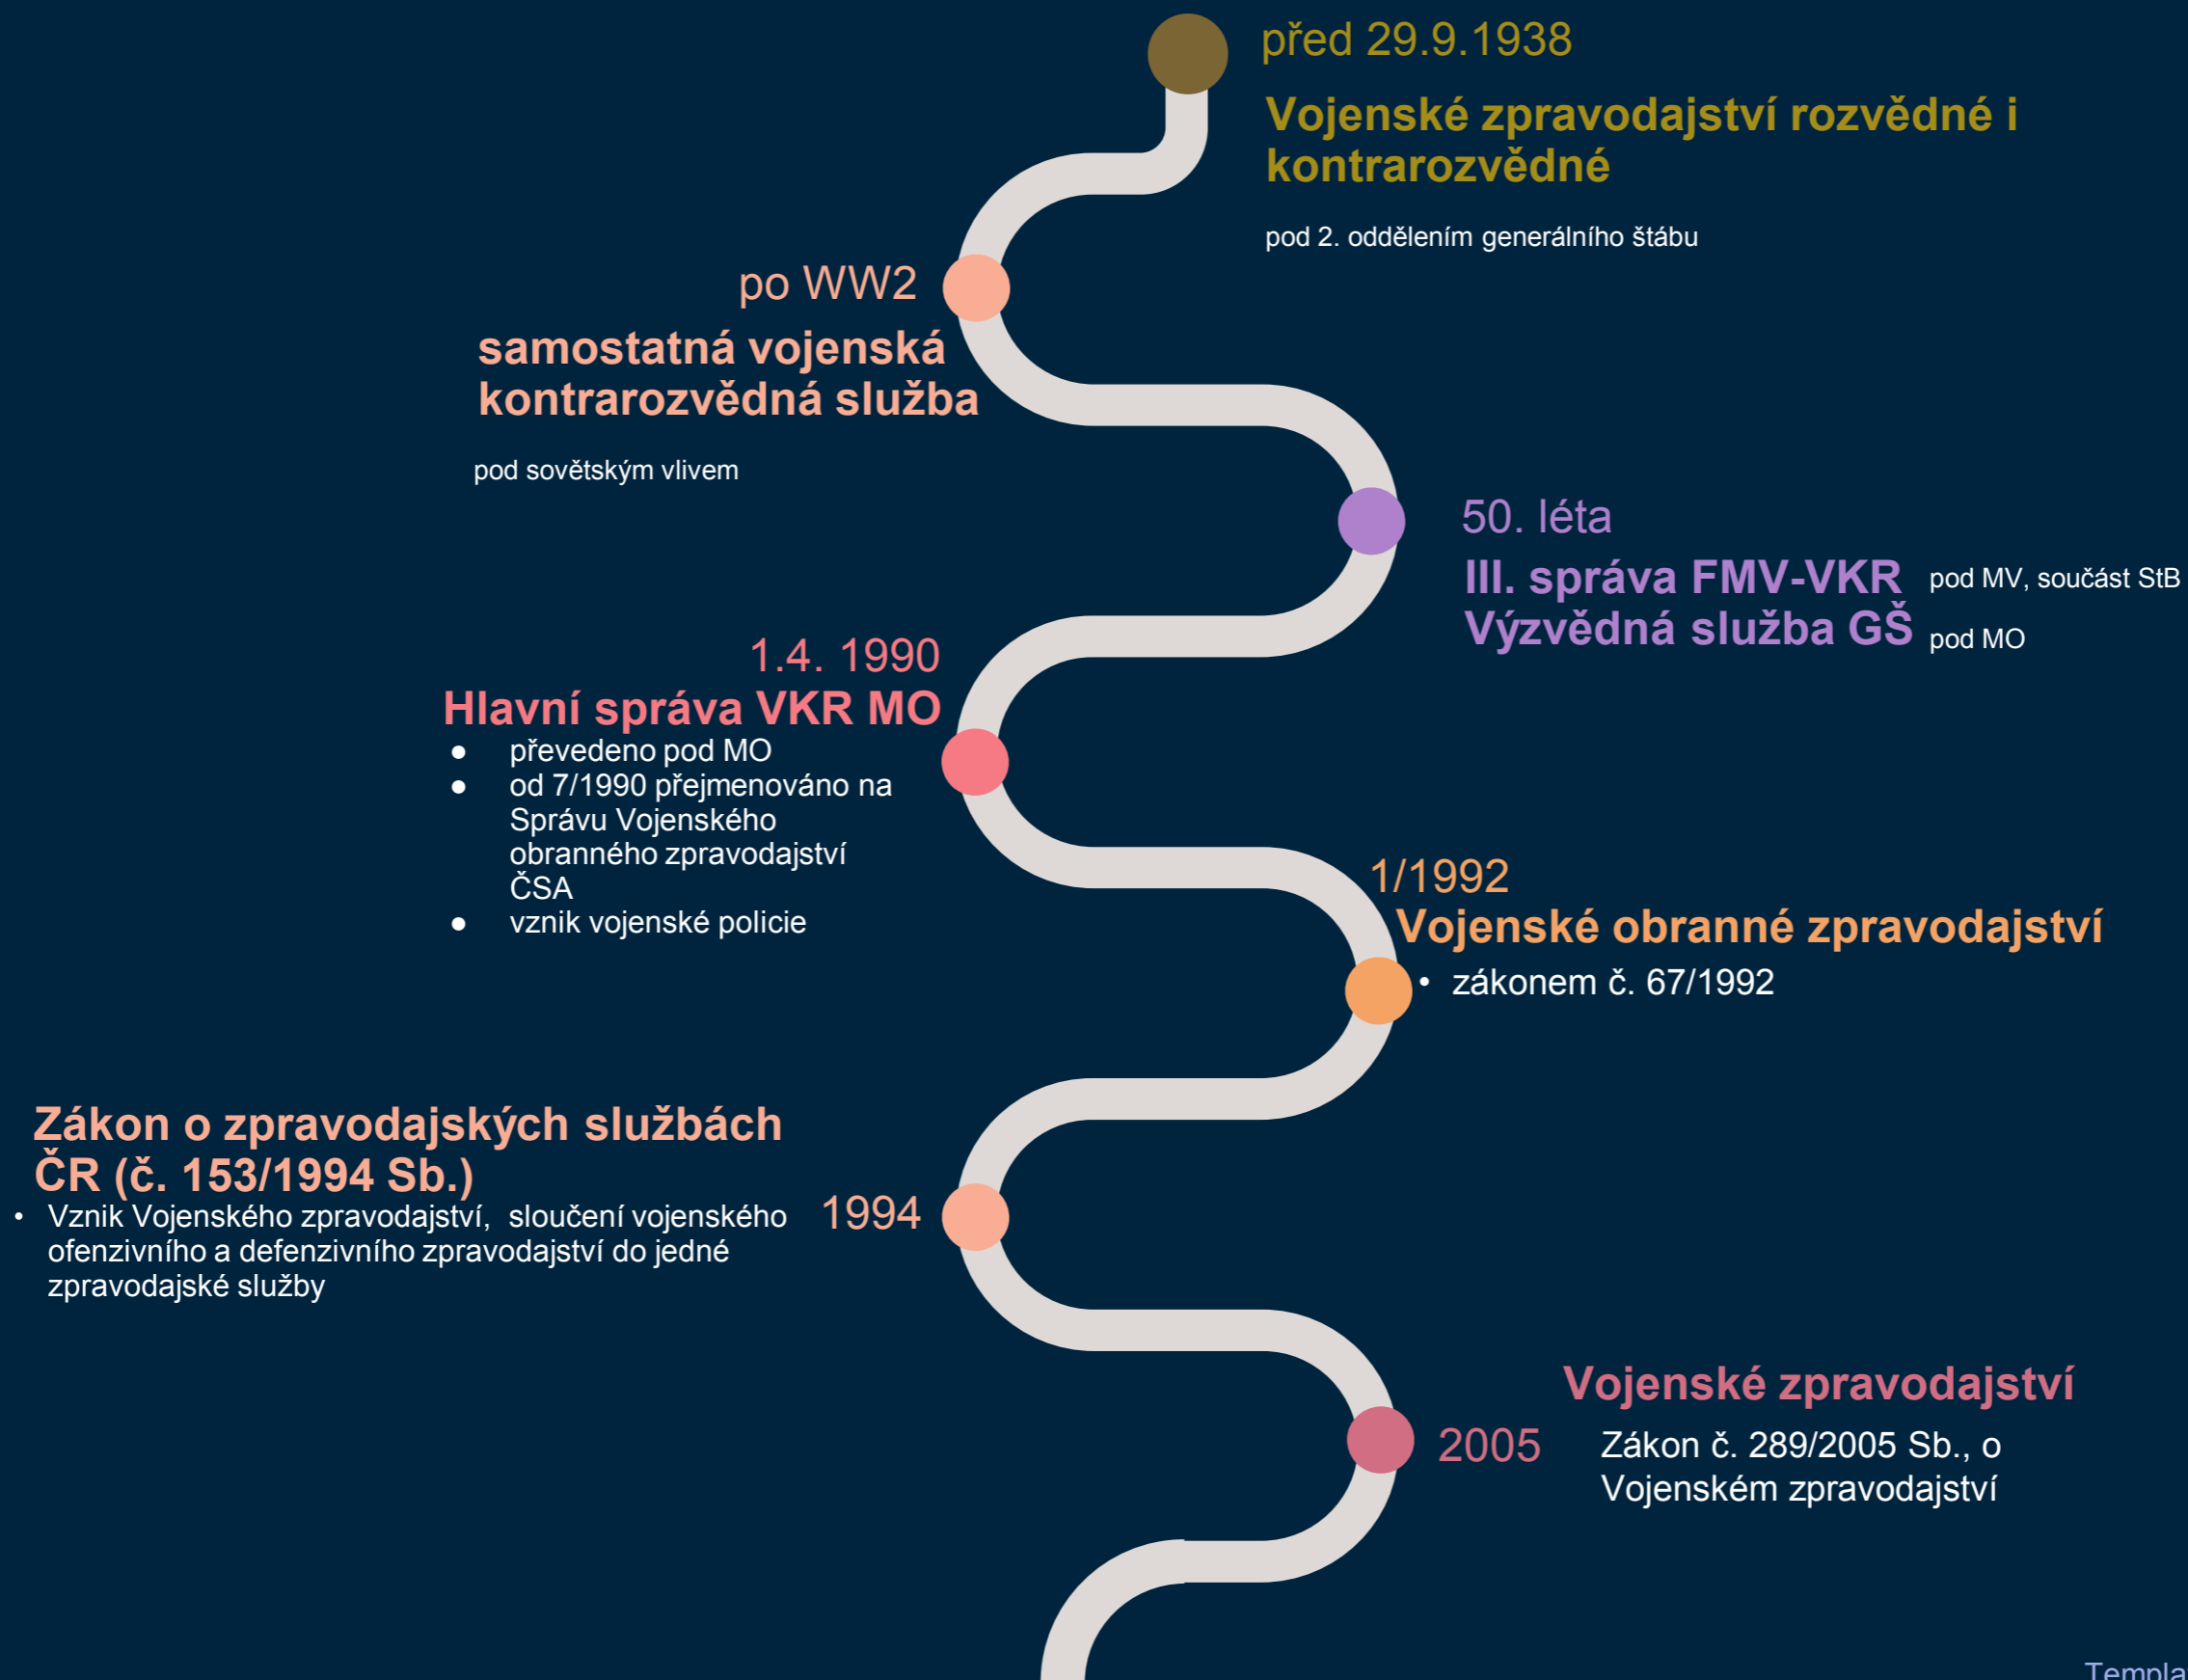 před 29.9.1938
Vojenské zpravodajství rozvědné i
kontrarozvědné
pod 2. oddělením generálního štábu
po WW2
samostatná vojenská
kontrarozvědná služba
pod sovětským vlivem
50. léta
III. správa FMV-VKR pod MV, součást StB
Výzvědná služba GŠ pod MO
1.4. 1990
Hlavní správa VKR MO
● převedeno pod MO
● od 7/1990 přejmenováno na
Správu Vojenského
obranného zpravodajství
ČSA
● vznik vojenské policie
1/1992
Vojenské obranné zpravodajství
• zákonem č. 67/1992
Zákon o zpravodajských službách
ČR (č. 153/1994 Sb.)
• Vznik Vojenského zpravodajství, sloučení vojenského
ofenzivního a defenzivního zpravodajství do jedné
zpravodajské služby
1994
Vojenské zpravodajství
2005
Zákon č. 289/2005 Sb., o
Vojenském zpravodajství